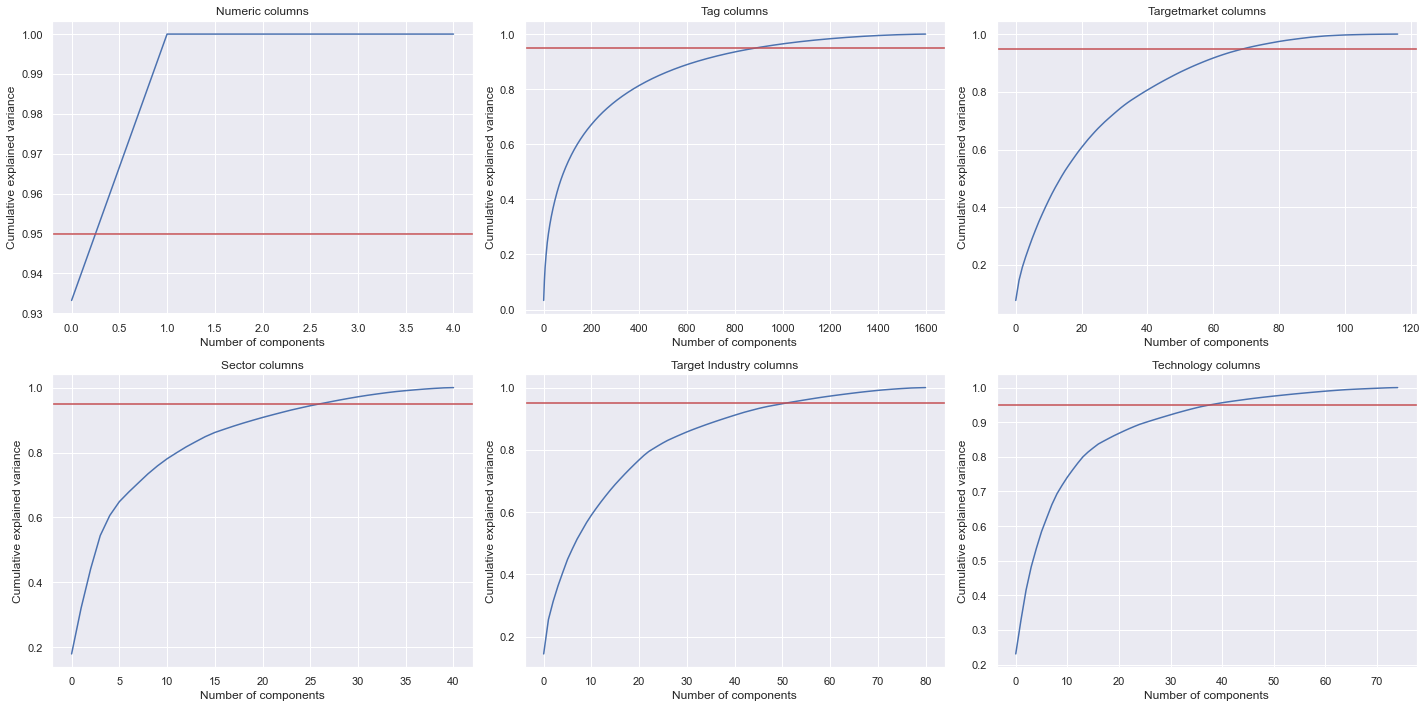 Numeric columns
Cumulative explained variance
1.00
0.99
0.98
0.97
0.96
0.95
0.94
0.93
0.0 0.5 1.0 1.5 2.0 2.5 3.0 3.5 4.0
Number of components
Tag columns
Cumulative explained variance
1.0
0.8
0.6
0.4
0.2
0.0
0 200 400 600 800 1000 1200 1400 1600
Number of components
Targetmarket columns
Cumulative explained variance
1.0
0.8
0.6
0.4
0.2
0 20 40 60 80 100 120
Number of components
Sector columns
Cumulative explained variance
1.0
0.8
0.6
0.4
0.2
0 5 10 15 20 25 30 35 40
Number of components
Target Industry columns
Cumulative explained variance
1.0
0.8
0.6
0.4
0.2
0 10 20 30 40 50 60 70 80
Number of components
Technology columns
Cumulative explained variance
1.0
0.9
0.8
0.7
0.6
0.5
0.4
0.3
0.2
0 10 20 30 40 50 60 70
Number of components